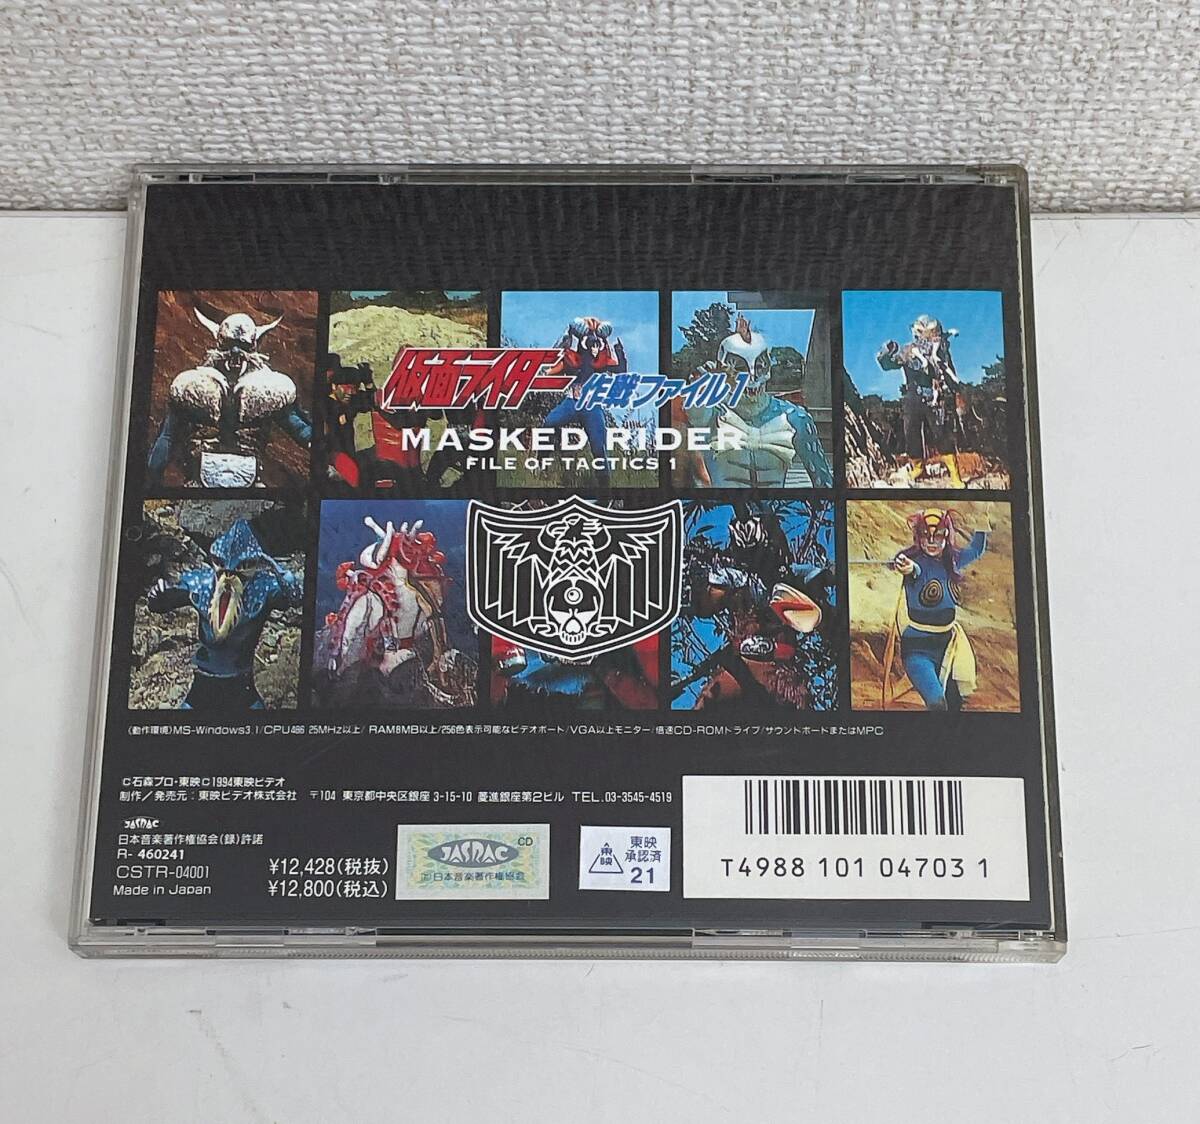 仮面ライダー 作戦ファイル1
MASKED RIDER
FILE OF TACTICS 1
〈動作環境〉MS-Windows3.1/CPU486 25MHz以上/RAM8MB以上/256色表示可能なビデオボート/VGA以上モニター/倍速CD-ROMドライブ/サウンドボードまたはMPC
©石森プロ・東映©1994東映ビデオ
制作/発売元:東映ビデオ株式会社 〒104 東京都中央区銀座3-15-10 菱進銀座第2ビル TEL.03-3545-4519
JASRAC
日本音楽著作権協会(録)許諾
R-460241
CSTR-04001
Made in Japan
¥12,428(税抜)
¥12,800(税込)
CD
JASRAC
日本音楽著作権協会
東映
東映
承認済
21
T4988 101 04703 1